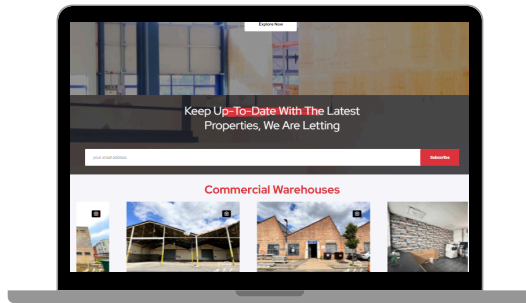 Explore Now
Keep Up-To-Date With The Latest
Properties, We Are Letting
your email address
Subscribe
Commercial Warehouses